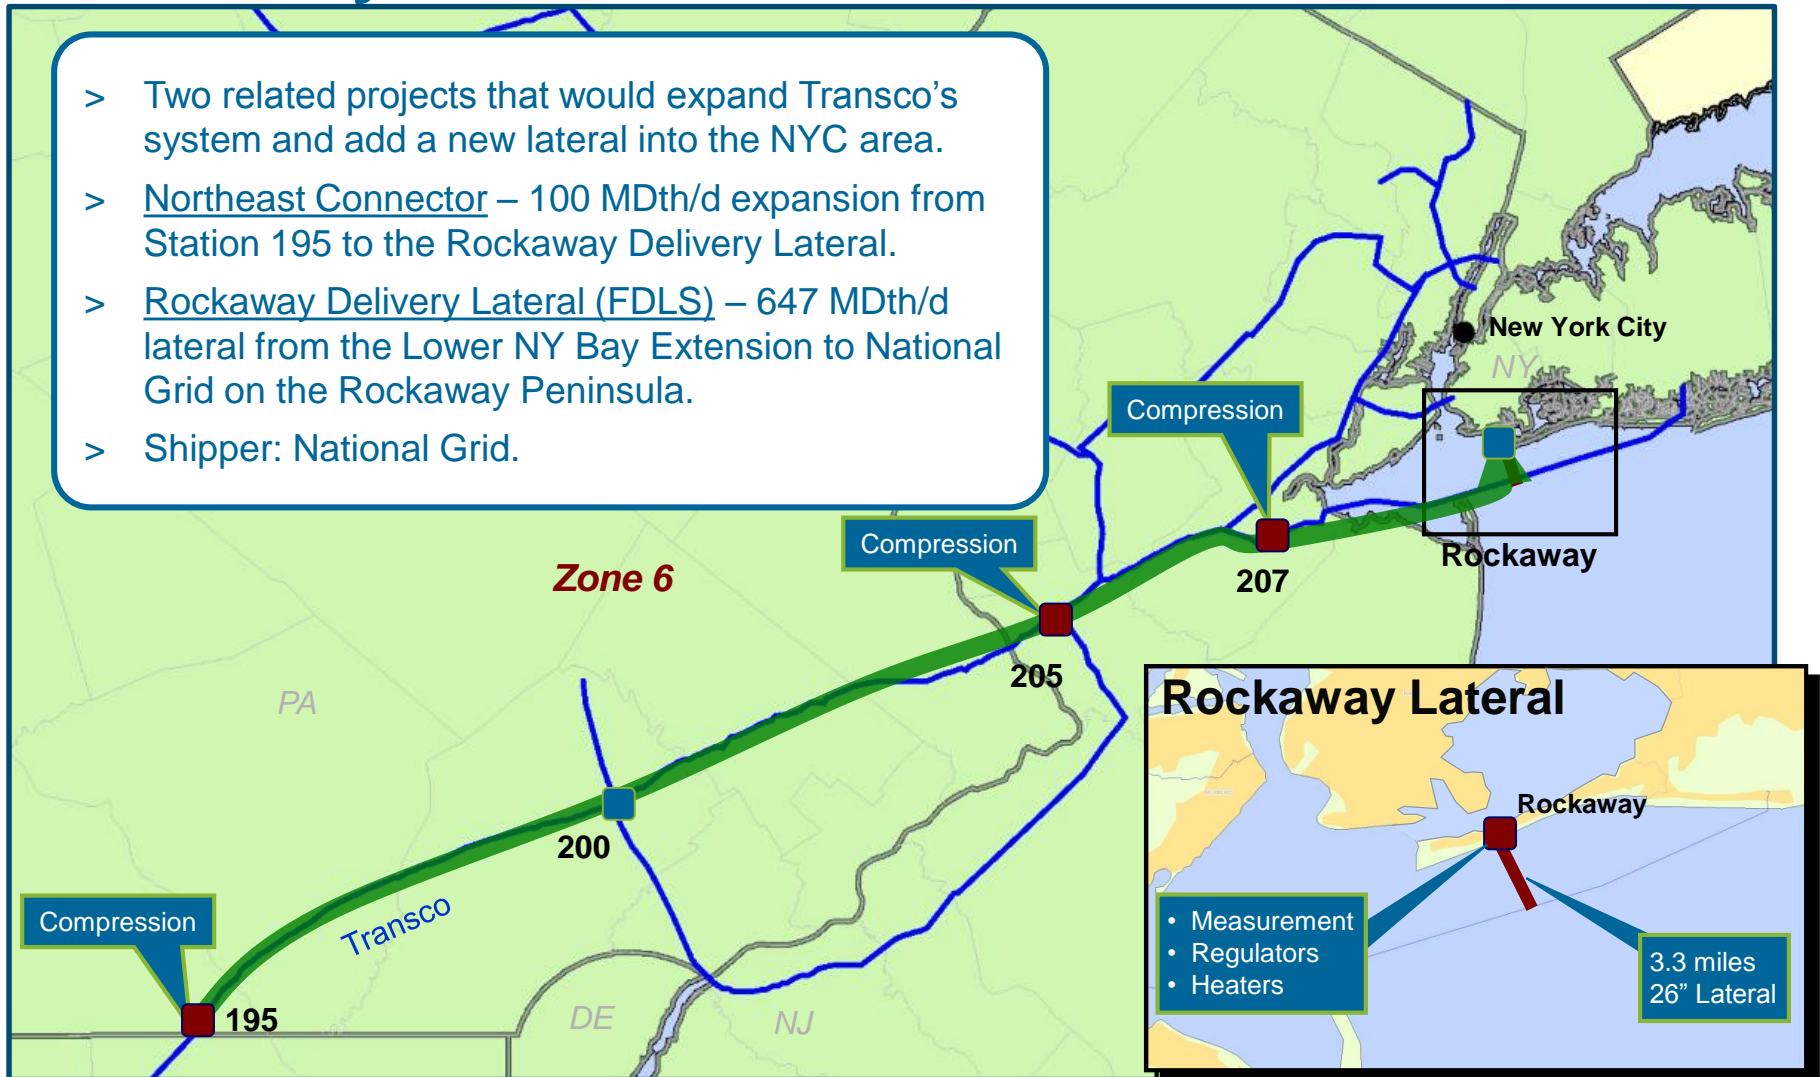 > Two related projects that would expand Transco's
system and add a new lateral into the NYC area.
> Northeast Connector – 100 MDth/d expansion from
Station 195 to the Rockaway Delivery Lateral.
> Rockaway Delivery Lateral (FDLS) – 647 MDth/d
lateral from the Lower NY Bay Extension to National
Grid on the Rockaway Peninsula.
> Shipper: National Grid.
New York City
NY
Compression
Rockaway
Compression
207
Zone 6
205
PA
200
Compression
Transco
195
DE
NJ
Rockaway Lateral
Rockaway
• Measurement
• Regulators
• Heaters
3.3 miles
26” Lateral